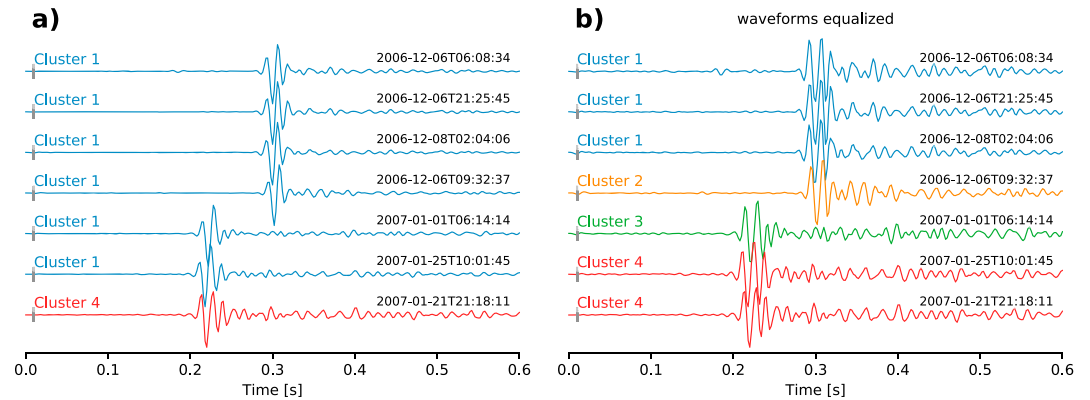 a)
Cluster 1 2006-12-06T06:08:34
Cluster 1 2006-12-06T21:25:45
Cluster 1 2006-12-08T02:04:06
Cluster 1 2006-12-06T09:32:37
Cluster 1 2007-01-01T06:14:14
Cluster 1 2007-01-25T10:01:45
Cluster 4 2007-01-21T21:18:11
0.0 0.1 0.2 0.3 0.4 0.5 0.6
Time [s]
b) waveforms equalized
Cluster 1 2006-12-06T06:08:34
Cluster 1 2006-12-06T21:25:45
Cluster 1 2006-12-08T02:04:06
Cluster 2 2006-12-06T09:32:37
Cluster 3 2007-01-01T06:14:14
Cluster 4 2007-01-25T10:01:45
Cluster 4 2007-01-21T21:18:11
0.0 0.1 0.2 0.3 0.4 0.5 0.6
Time [s]